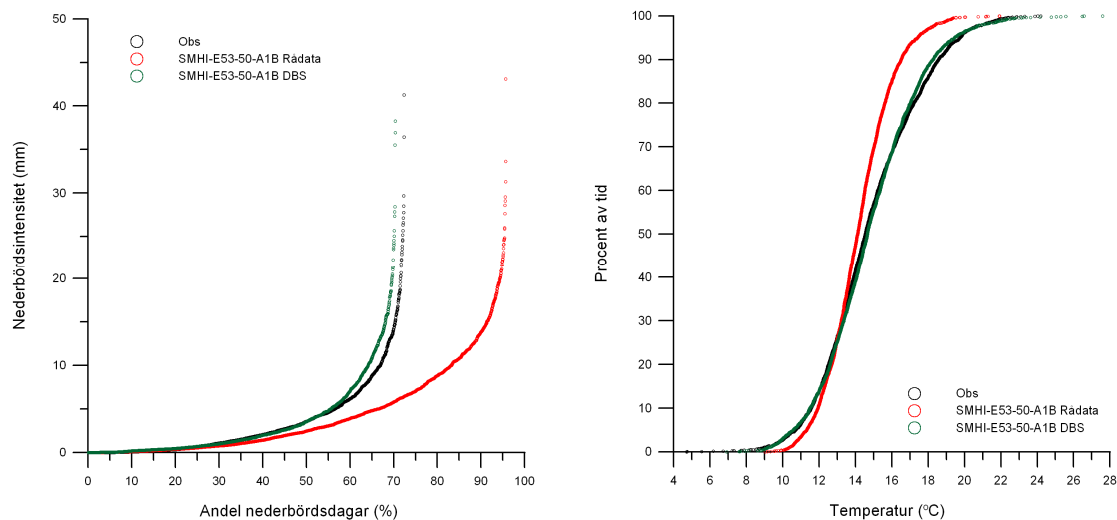 50
40
30
20
10
0
Nederbördsintensitet (mm)
Obs
SMHI-E53-50-A1B Rådata
SMHI-E53-50-A1B DBS
0 10 20 30 40 50 60 70 80 90 100
Andel nederbördsdagar (%)
100
90
80
70
60
50
40
30
20
10
0
Procent av tid
Obs
SMHI-E53-50-A1B Rådata
SMHI-E53-50-A1B DBS
4 6 8 10 12 14 16 18 20 22 24 26 28
Temperatur (°C)